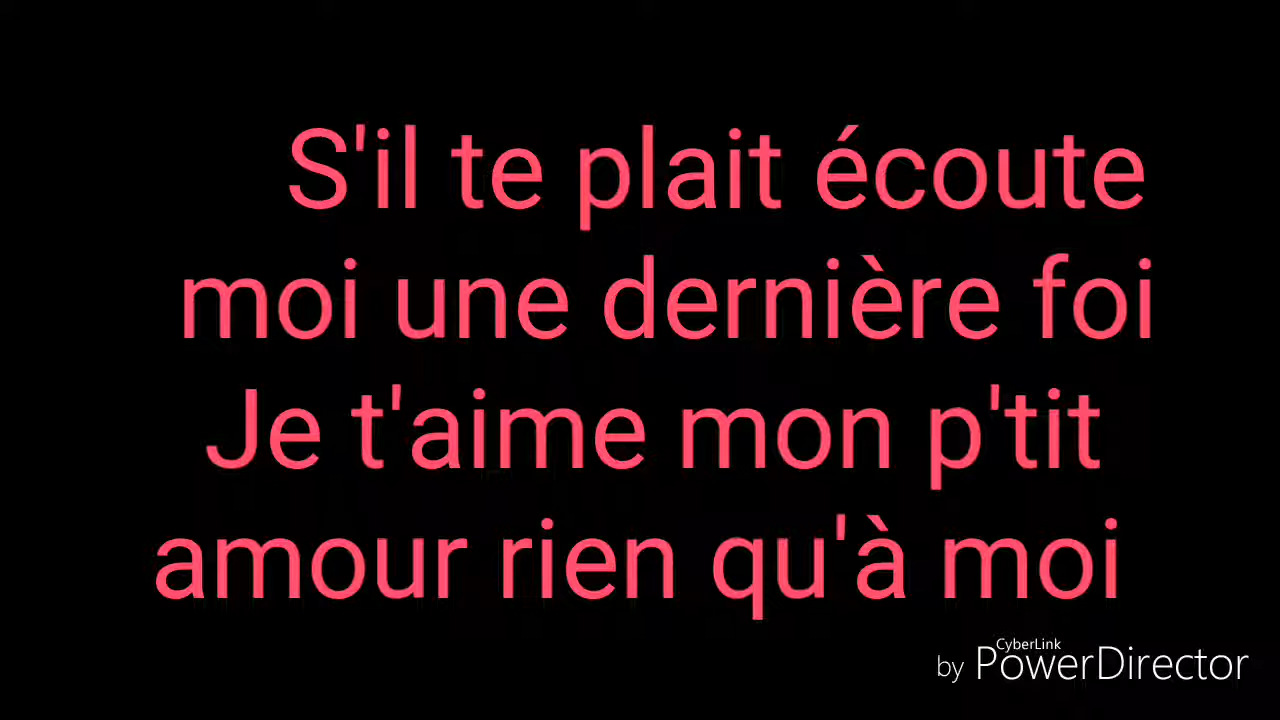 S'il te plait écoute
moi une dernière foi
Je t'aime mon p'tit
amour rien qu'à moi
CyberLink
by PowerDirector